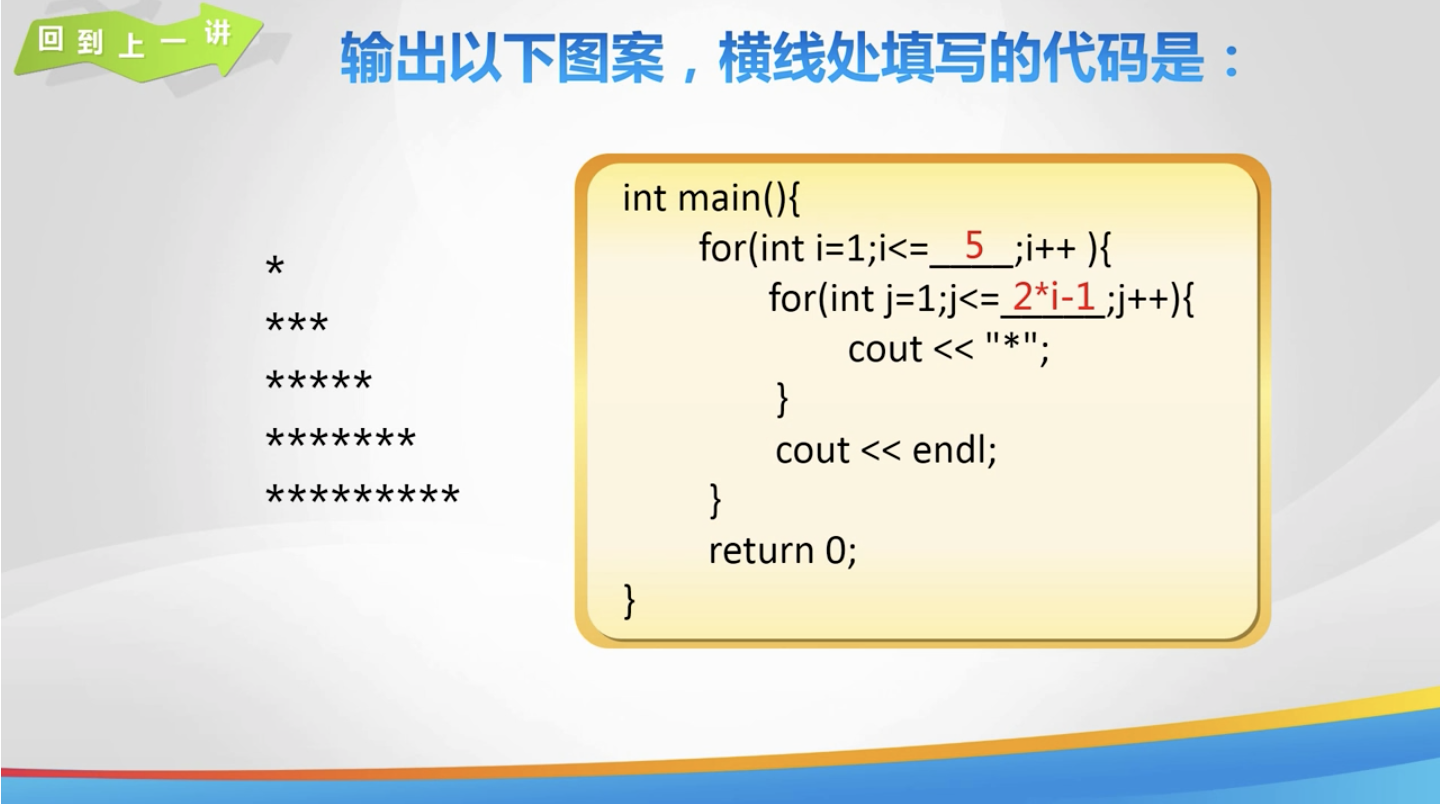 回到上一讲
输出以下图案，横线处填写的代码是：
*
***
*****
*******
*********
int main(){
for(int i=1;i<=__5__;i++ ){
for(int j=1;j<=_2*i-1_;j++){
cout << "*";
}
cout << endl;
}
return 0;
}